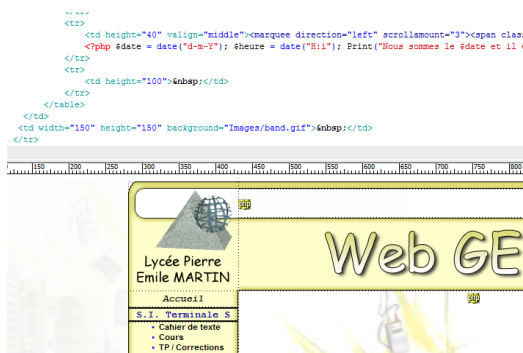 </tr>
<tr>
<td height="40" valign="middle"><marquee direction="left" scrollamount="3"><span clas
<?php $date = date("d-m-Y"); $heure = date("H:i"); Print("Nous sommes le $date et il
</tr>
<tr>
<td height="100">&nbsp;</td>
</tr>
</table>
</td>
<td width="150" height="150" background="Images/band.gif">&nbsp;</td>
</tr>
150 200 250 300 350 400 450 500 550 600 650 700 750 800
php
Lycée Pierre
Emile MARTIN
Web GE
Accueil
php
S.I. Terminale S
• Cahier de texte
• Cours
• TP / Corrections